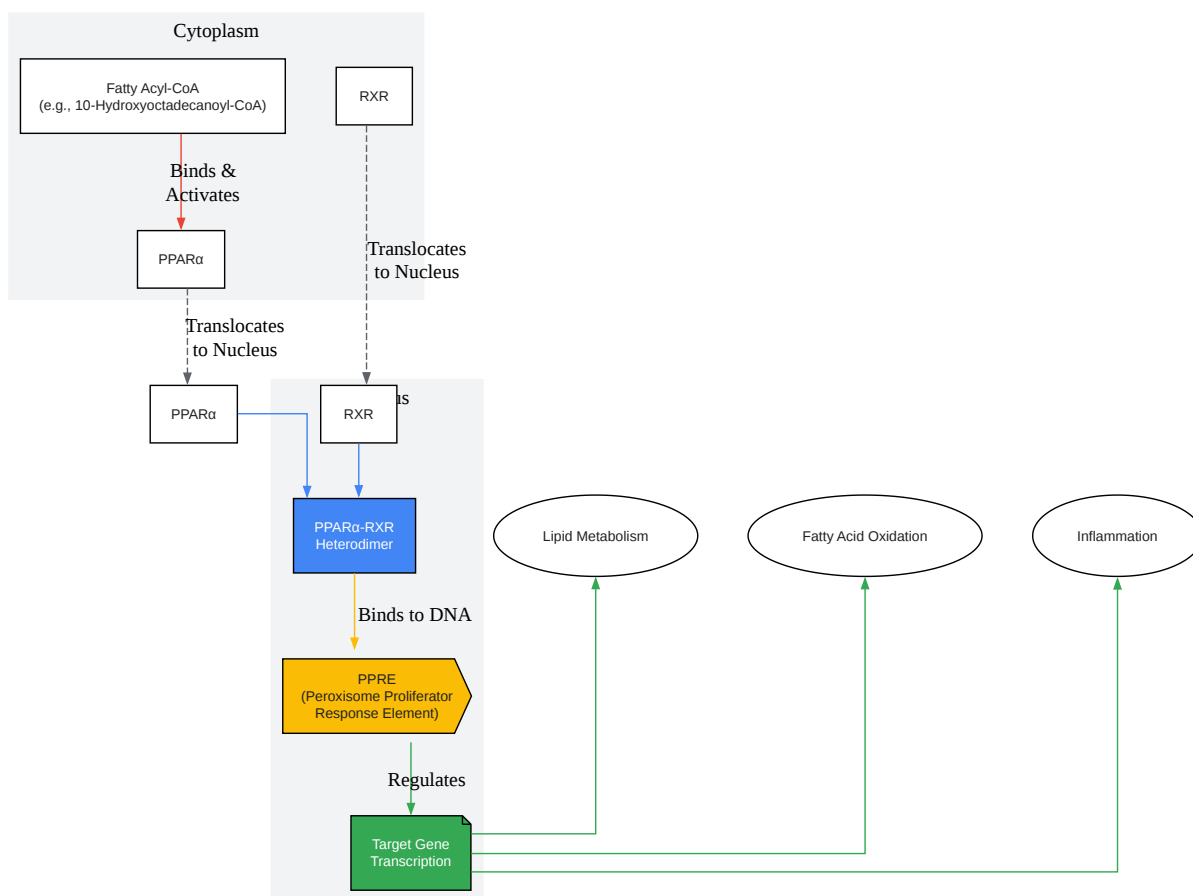 Cytoplasm
Fatty Acyl-CoA
(e.g., 10-Hydroxyoctadecanoyl-CoA)
RXR
Binds &
Activates
PPARα
Translocates
to Nucleus
Translocates
to Nucleus
PPARα
RXR
PPARα-RXR
Heterodimer
Lipid Metabolism
Fatty Acid Oxidation
Inflammation
Binds to DNA
PPRE
(Peroxisome Proliferator
Response Element)
Regulates
Target Gene
Transcription